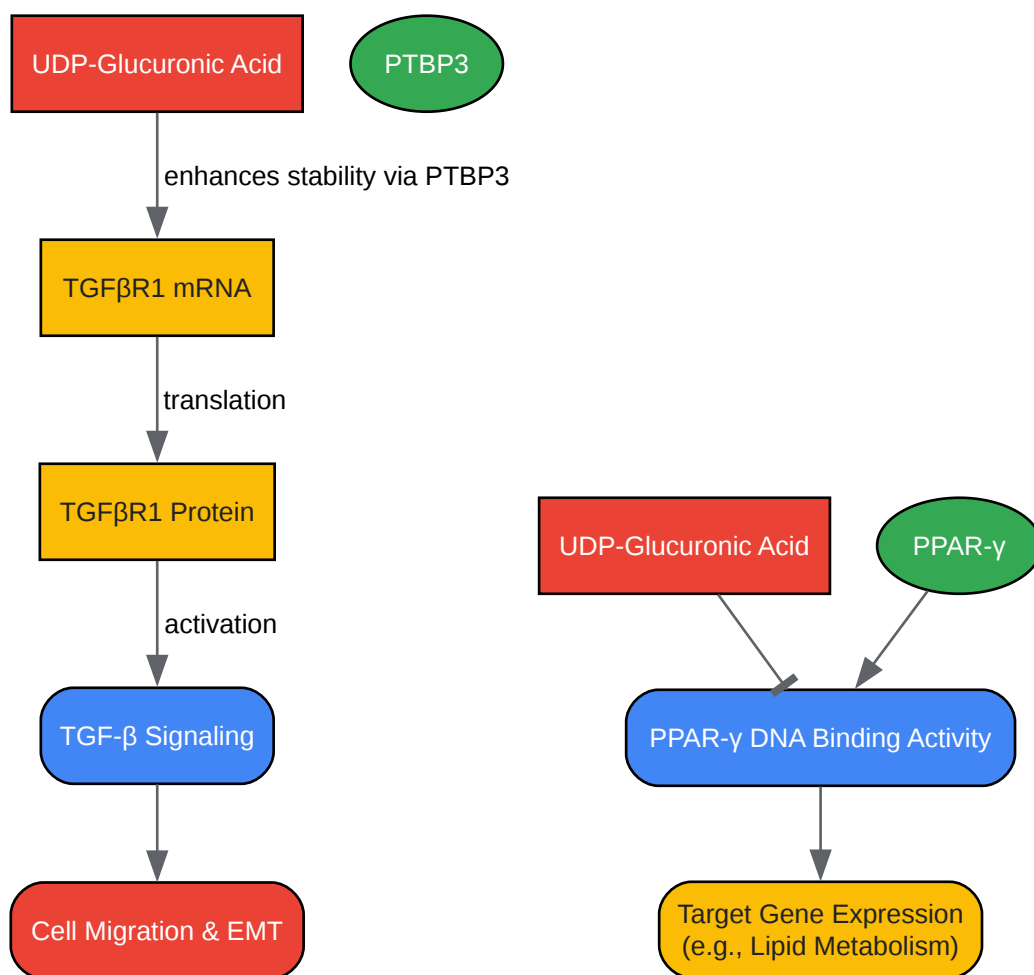 UDP-Glucuronic Acid
PTBP3
enhances stability via PTBP3
TGFβR1 mRNA
translation
TGFβR1 Protein
activation
TGF-β Signaling
Cell Migration & EMT
UDP-Glucuronic Acid
PPAR-γ
PPAR-γ DNA Binding Activity
Target Gene Expression
(e.g., Lipid Metabolism)